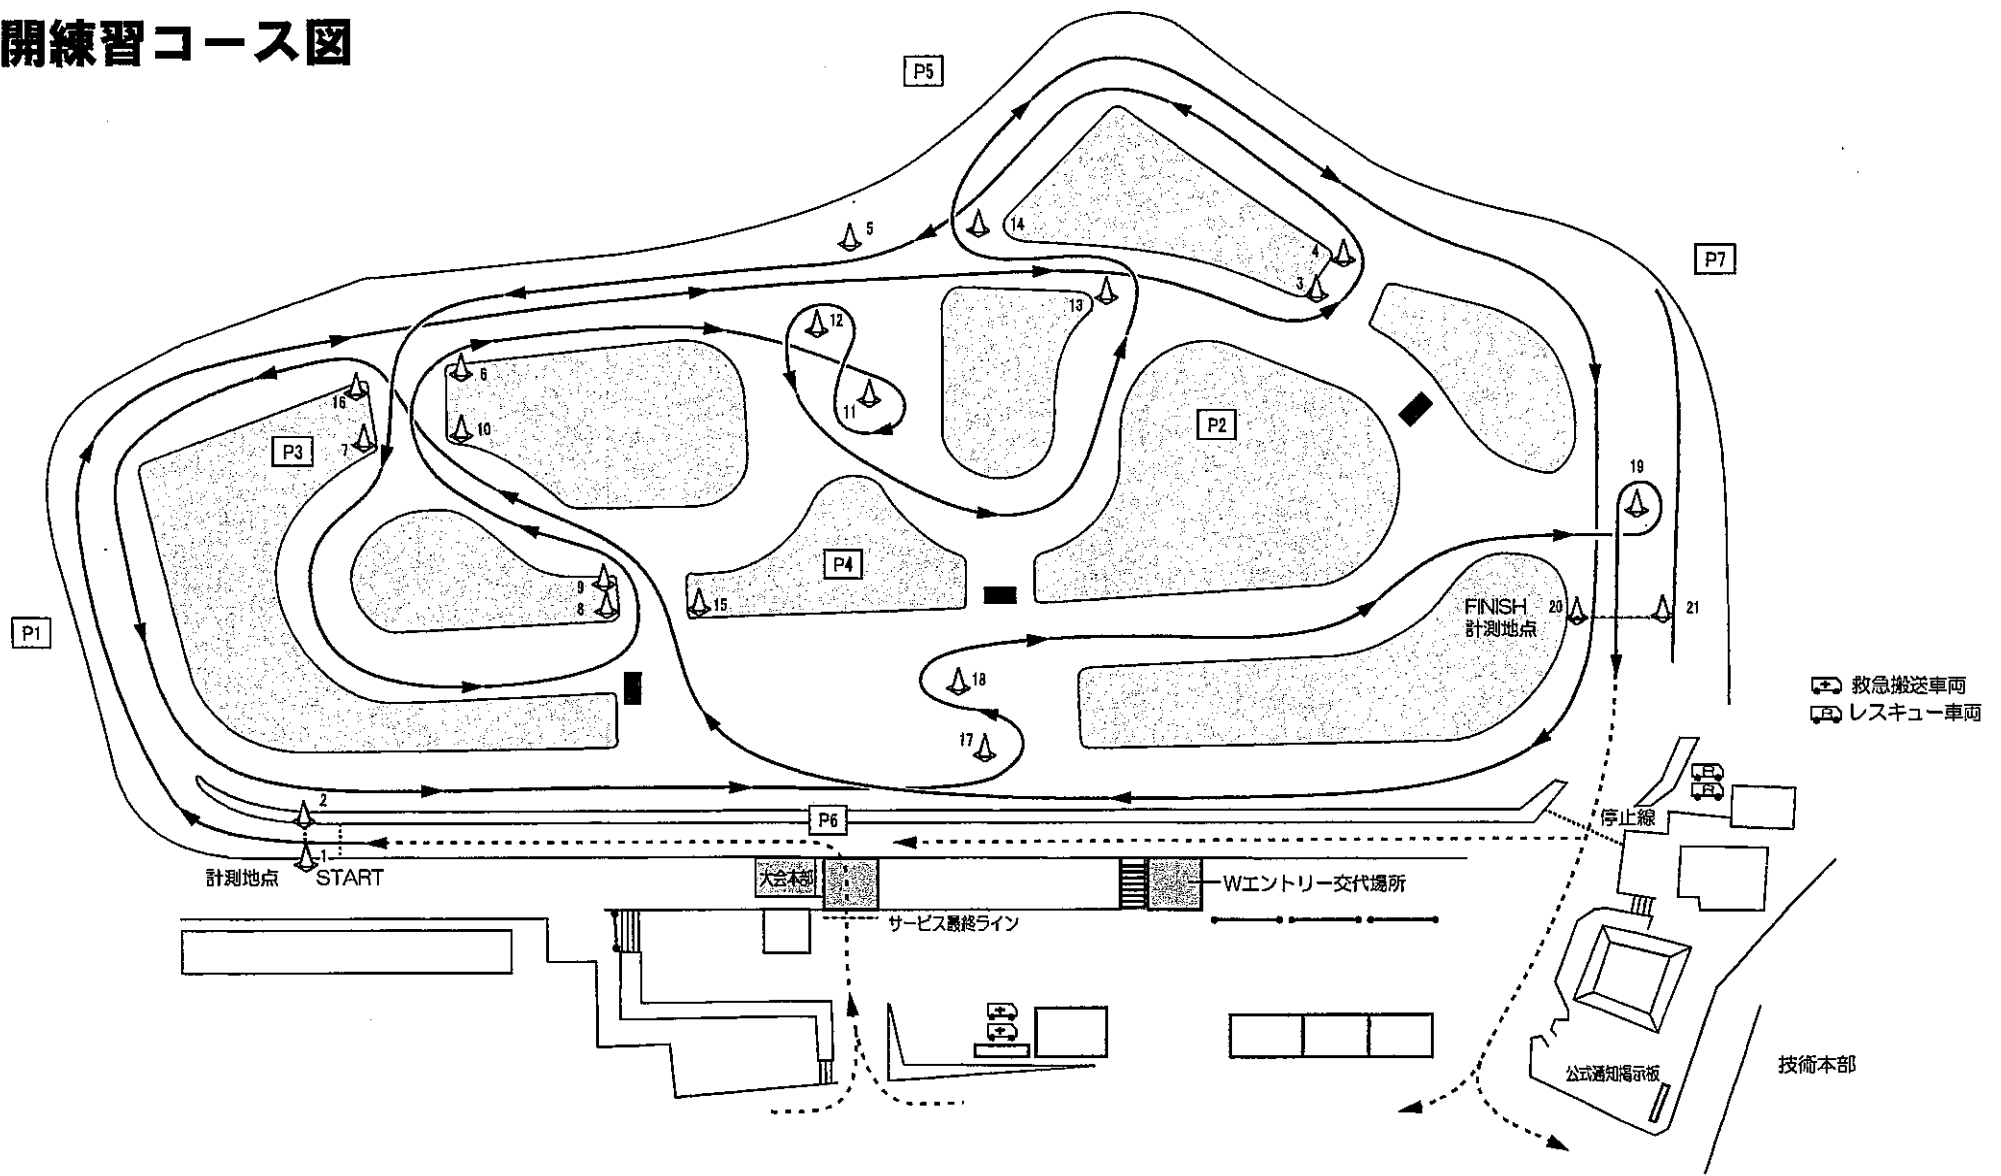 開練習コース図
P5
5
14
4
P7
3
13
12
6
16
11
10
P2
P3
7
19
P4
9
8
15
FINISH
計測地点
20
21
P1
18
救急搬送車両
レスキュー車両
17
R
R
2
P6
停止線
1
計測地点
START
大会本部
Wエントリー交代場所
サービス最終ライン
公式通知掲示板
技術本部